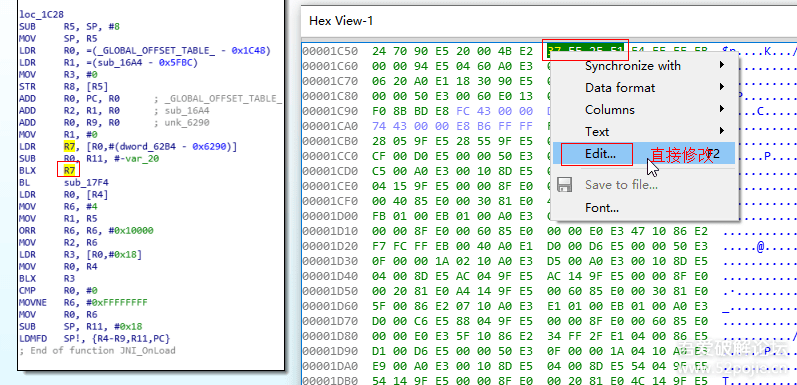 loc_1C28
SUB R5, SP, #8
MOV SP, R5
LDR R0, =(_GLOBAL_OFFSET_TABLE_ - 0x1C48)
LDR R1, =(sub_16A4 - 0x5FBC)
MOV R3, #0
STR R8, [R5]
ADD R0, PC, R0 ; _GLOBAL_OFFSET_TABLE_
ADD R2, R1, R0 ; sub_16A4
ADD R0, R9, R0 ; unk_6290
MOV R1, #0
LDR R7, [R0,#(dword_62B4 - 0x6290)]
SUB R0, R11, #-var_20
BLX R7
BL sub_17F4
LDR R0, [R4]
MOV R6, #4
MOV R1, R5
ORR R6, R6, #0x10000
MOV R2, R6
LDR R3, [R0,#0x18]
MOV R0, R4
BLX R3
CMP R0, #0
MOVNE R6, #0xFFFFFFFF
MOV R0, R6
SUB SP, R11, #0x18
LDMFD SP!, {R4-R9,R11,PC}
; End of function JNI_OnLoad
Hex View-1
00001C50 24 70 90 E5 20 00 4B E2 37 FF 2F E1
00001C60 00 00 94 E5 04 60 A0 E3
00001C70 06 20 A0 E1 18 30 90 E5
00001C80 00 00 50 E3 00 60 E0 13
00001C90 F0 8B BD E8 FC 43 00 00
00001CA0 74 43 00 00 E8 B6 FF FF
00001CB0 28 05 9F E5 28 55 9F E5
00001CC0 CF 00 D0 E5 00 00 50 E3
00001CD0 C5 00 A0 E3 00 10 8D E5
00001CE0 04 15 9F E5 00 00 8F E0
00001CF0 00 40 85 E0 00 30 81 E0
00001D00 FB 01 00 EB 01 00 A0 E3
00001D10 00 00 8F E0 00 60 85 E0 00 00 E0 E3 47 10 86 E2
00001D20 F7 FC FF EB 00 40 A0 E1 D0 00 D6 E5 00 00 50 E3
00001D30 0F 00 00 1A 02 10 A0 E3 D5 00 A0 E3 00 10 8D E5
00001D40 04 00 8D E5 AC 04 9F E5 AC 14 9F E5 00 00 8F E0
00001D50 00 20 81 E0 A4 14 9F E5 00 60 85 E0 00 30 81 E0
00001D60 5F 00 86 E2 07 10 A0 E3 E1 01 00 EB 01 00 A0 E3
00001D70 D0 00 C6 E5 88 04 9F E5 00 00 8F E0 00 60 85 E0
00001D80 00 00 E0 E3 5F 10 86 E2 34 FF 2F E1 04 00 86 E5
00001D90 D1 00 D6 E5 00 00 50 E3 0F 00 00 1A 04 10 A0 E3
00001DA0 E9 00 A0 E3 00 10 8D E5 04 00 8D E5 54 04 9F E5
00001DB0 54 14 9F E5 00 00 8F E0 00 20 81 E0 4C 14 9F E5
Synchronize with
Data format
Columns
Text
Edit... F2
直接修改
Save to file...
Font...
吾爱破解论坛
www.52pojie.cn